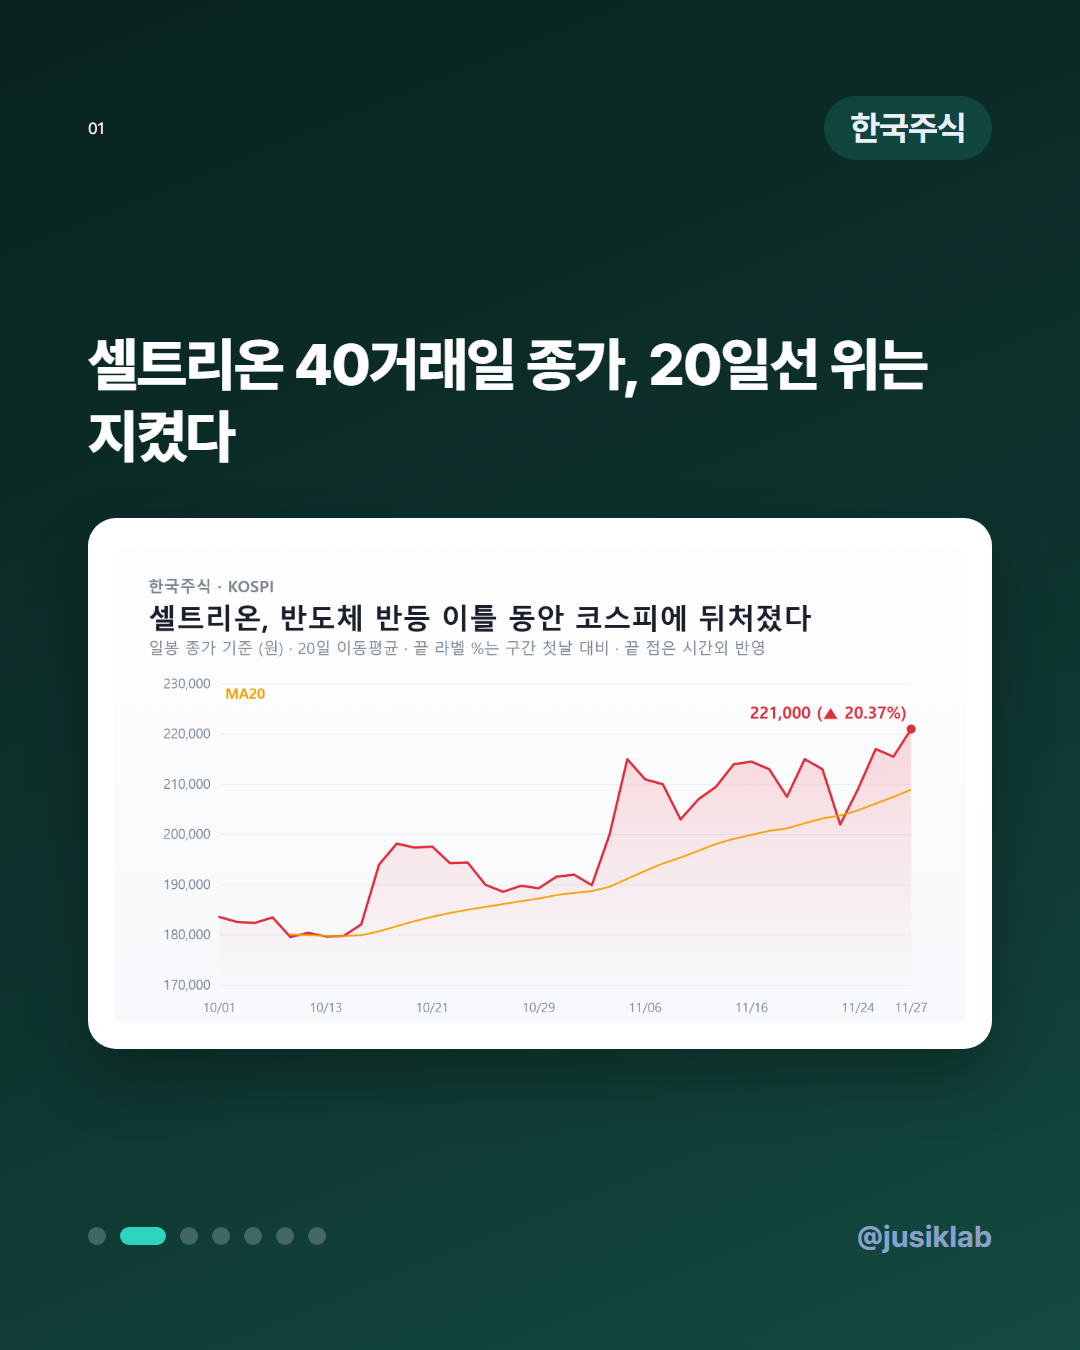 01
한국주식
셀트리온 40거래일 종가, 20일선 위는
지켰다
한국주식 · KOSPI
셀트리온, 반도체 반등 이틀 동안 코스피에 뒤처졌다
일봉 종가 기준 (원) · 20일 이동평균 · 끝 라벨 %는 구간 첫날 대비 · 끝 점은 시간외 반영
230,000
MA20
221,000 (▲ 20.37%)
220,000
210,000
200,000
190,000
180,000
170,000
10/01 10/13 10/21 10/29 11/06 11/16 11/24 11/27
@jusiklab